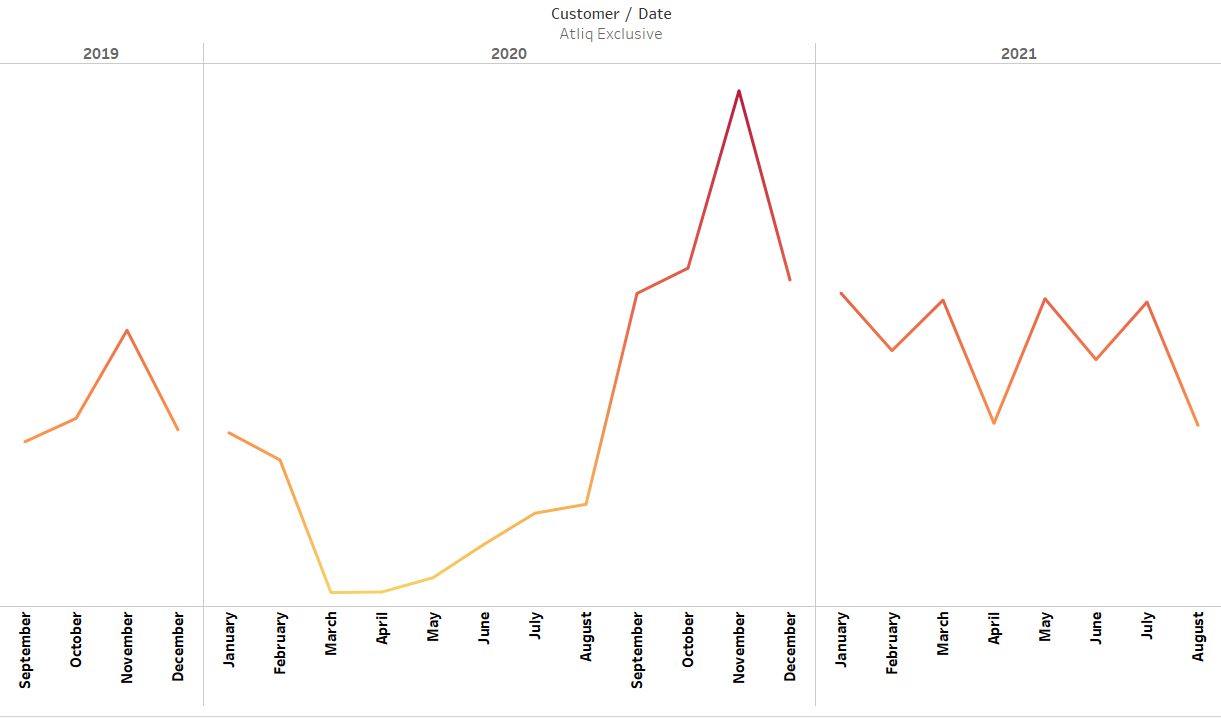 Customer / Date
Atliq Exclusive
2019 2020 2021
September October November December January February March April May June July August September October November December January February March April May June July August